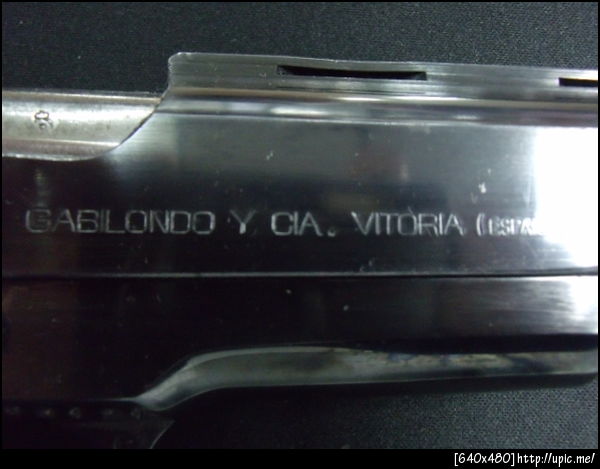 GABILONDO Y CIA. VITORIA
[640x480]http://upic.me/